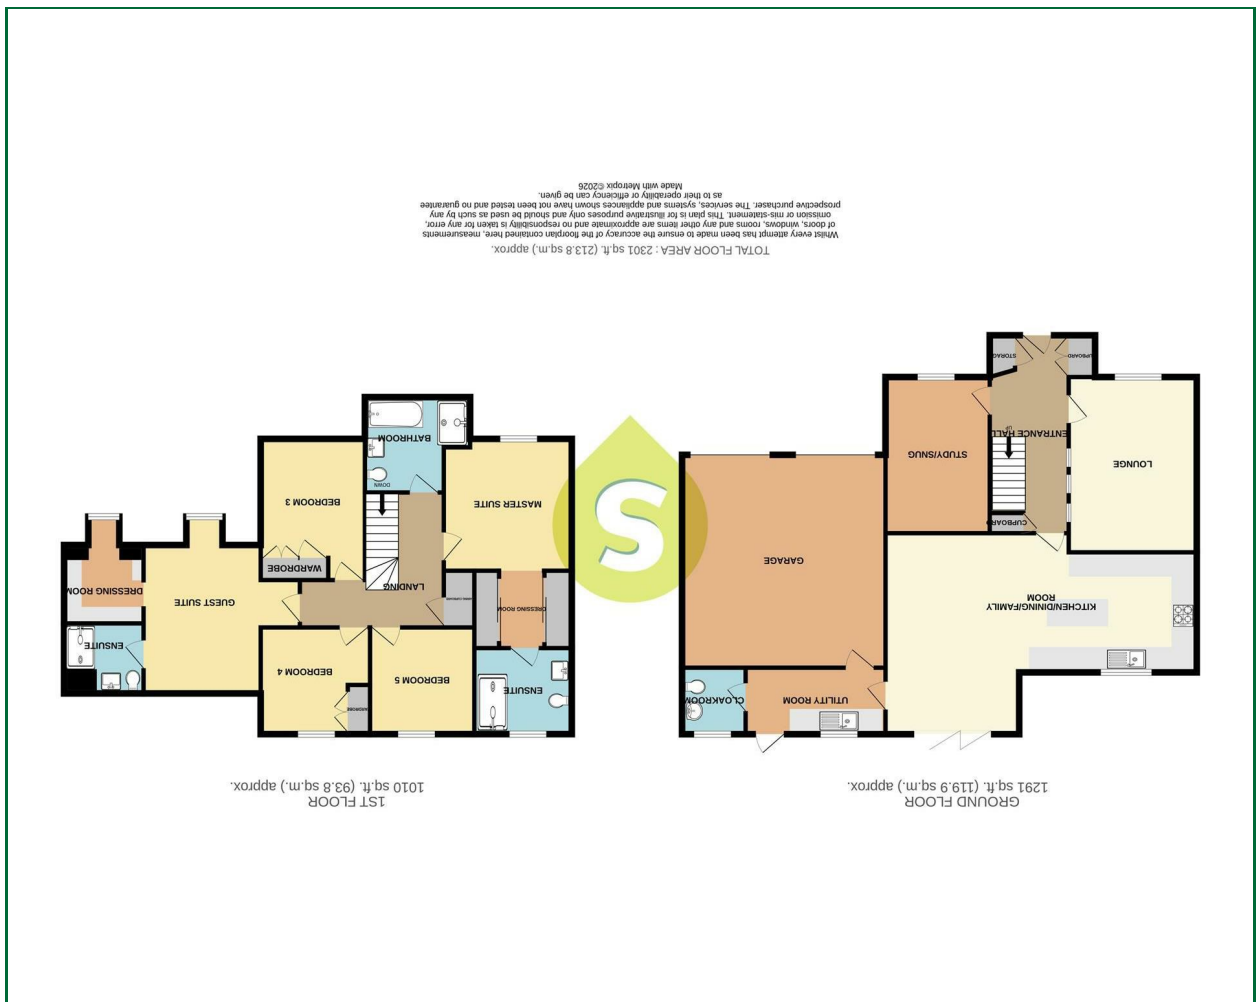 GROUND FLOOR
1291 sq.ft. (119.9 sq.m.) approx.
KITCHEN/DINING/FAMILY
ROOM
UTILITY ROOM
CLOAKROOM
GARAGE
LOUNGE
CUPBOARD
ENTRANCE HALL
UP
STUDY/SNUG
UPBOARD
STORAG
1ST FLOOR
1010 sq.ft. (93.8 sq.m.) approx.
ENSUITE
BEDROOM 5
BEDROOM 4
ARDROBE
ENSUITE
DRESSING ROOM
LANDING
GUEST SUITE
DRESSING ROOM
WARDROBE
MASTER SUITE
BEDROOM 3
DOWN
BATHROOM
S
TOTAL FLOOR AREA : 2301 sq.ft. (213.8 sq.m.) approx.
Whilst every attempt has been made to ensure the accuracy of the floorplan contained here, measurements
of doors, windows, rooms and any other items are approximate and no responsibility is taken for any error,
omission or mis-statement. This plan is for illustrative purposes only and should be used as such by any
prospective purchaser. The services, systems and appliances shown have not been tested and no guarantee
as to their operability or efficiency can be given.
Made with Metropix ©2026